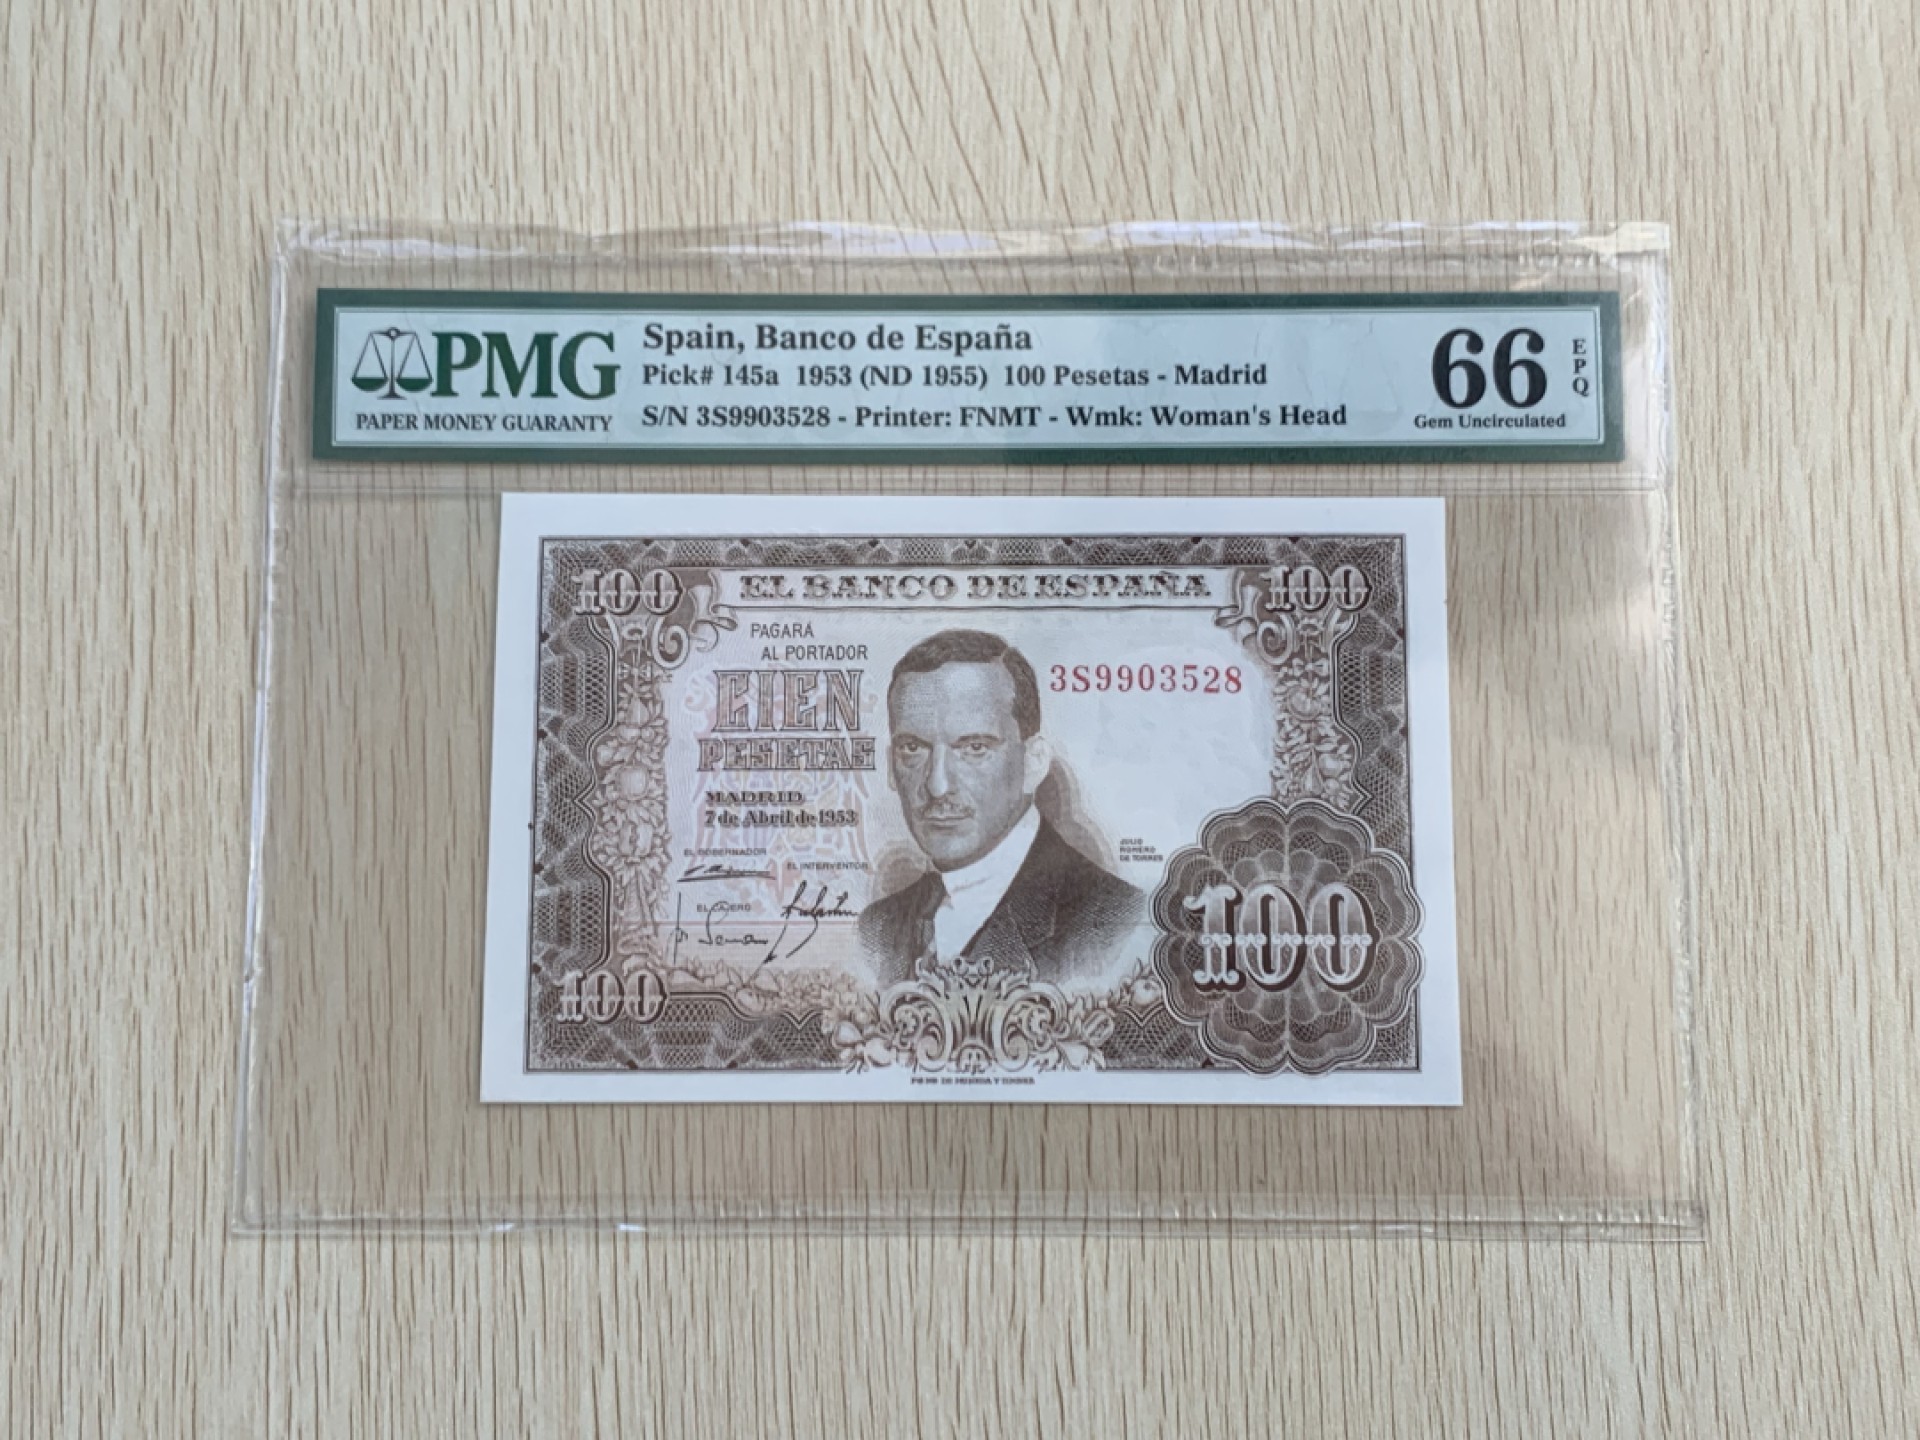 PMG
PAPER MONEY GUARANTY
Spain, Banco de España
Pick# 145a 1953 (ND 1955) 100 Pesetas - Madrid
S/N 3S9903528 - Printer: FNMT - Wmk: Woman's Head
66
EPQ
Gem Uncirculated
100
EL BANCO DE ESPAÑA
100
PAGARÁ
AL PORTADOR
3S9903528
CIEN
PESETAS
MADRID
7 de Abril de 1953
JULIO
ROMERO
DE TORRES
EL GOBERNADOR
EL INTERVENTOR
EL CAJERO
100
100